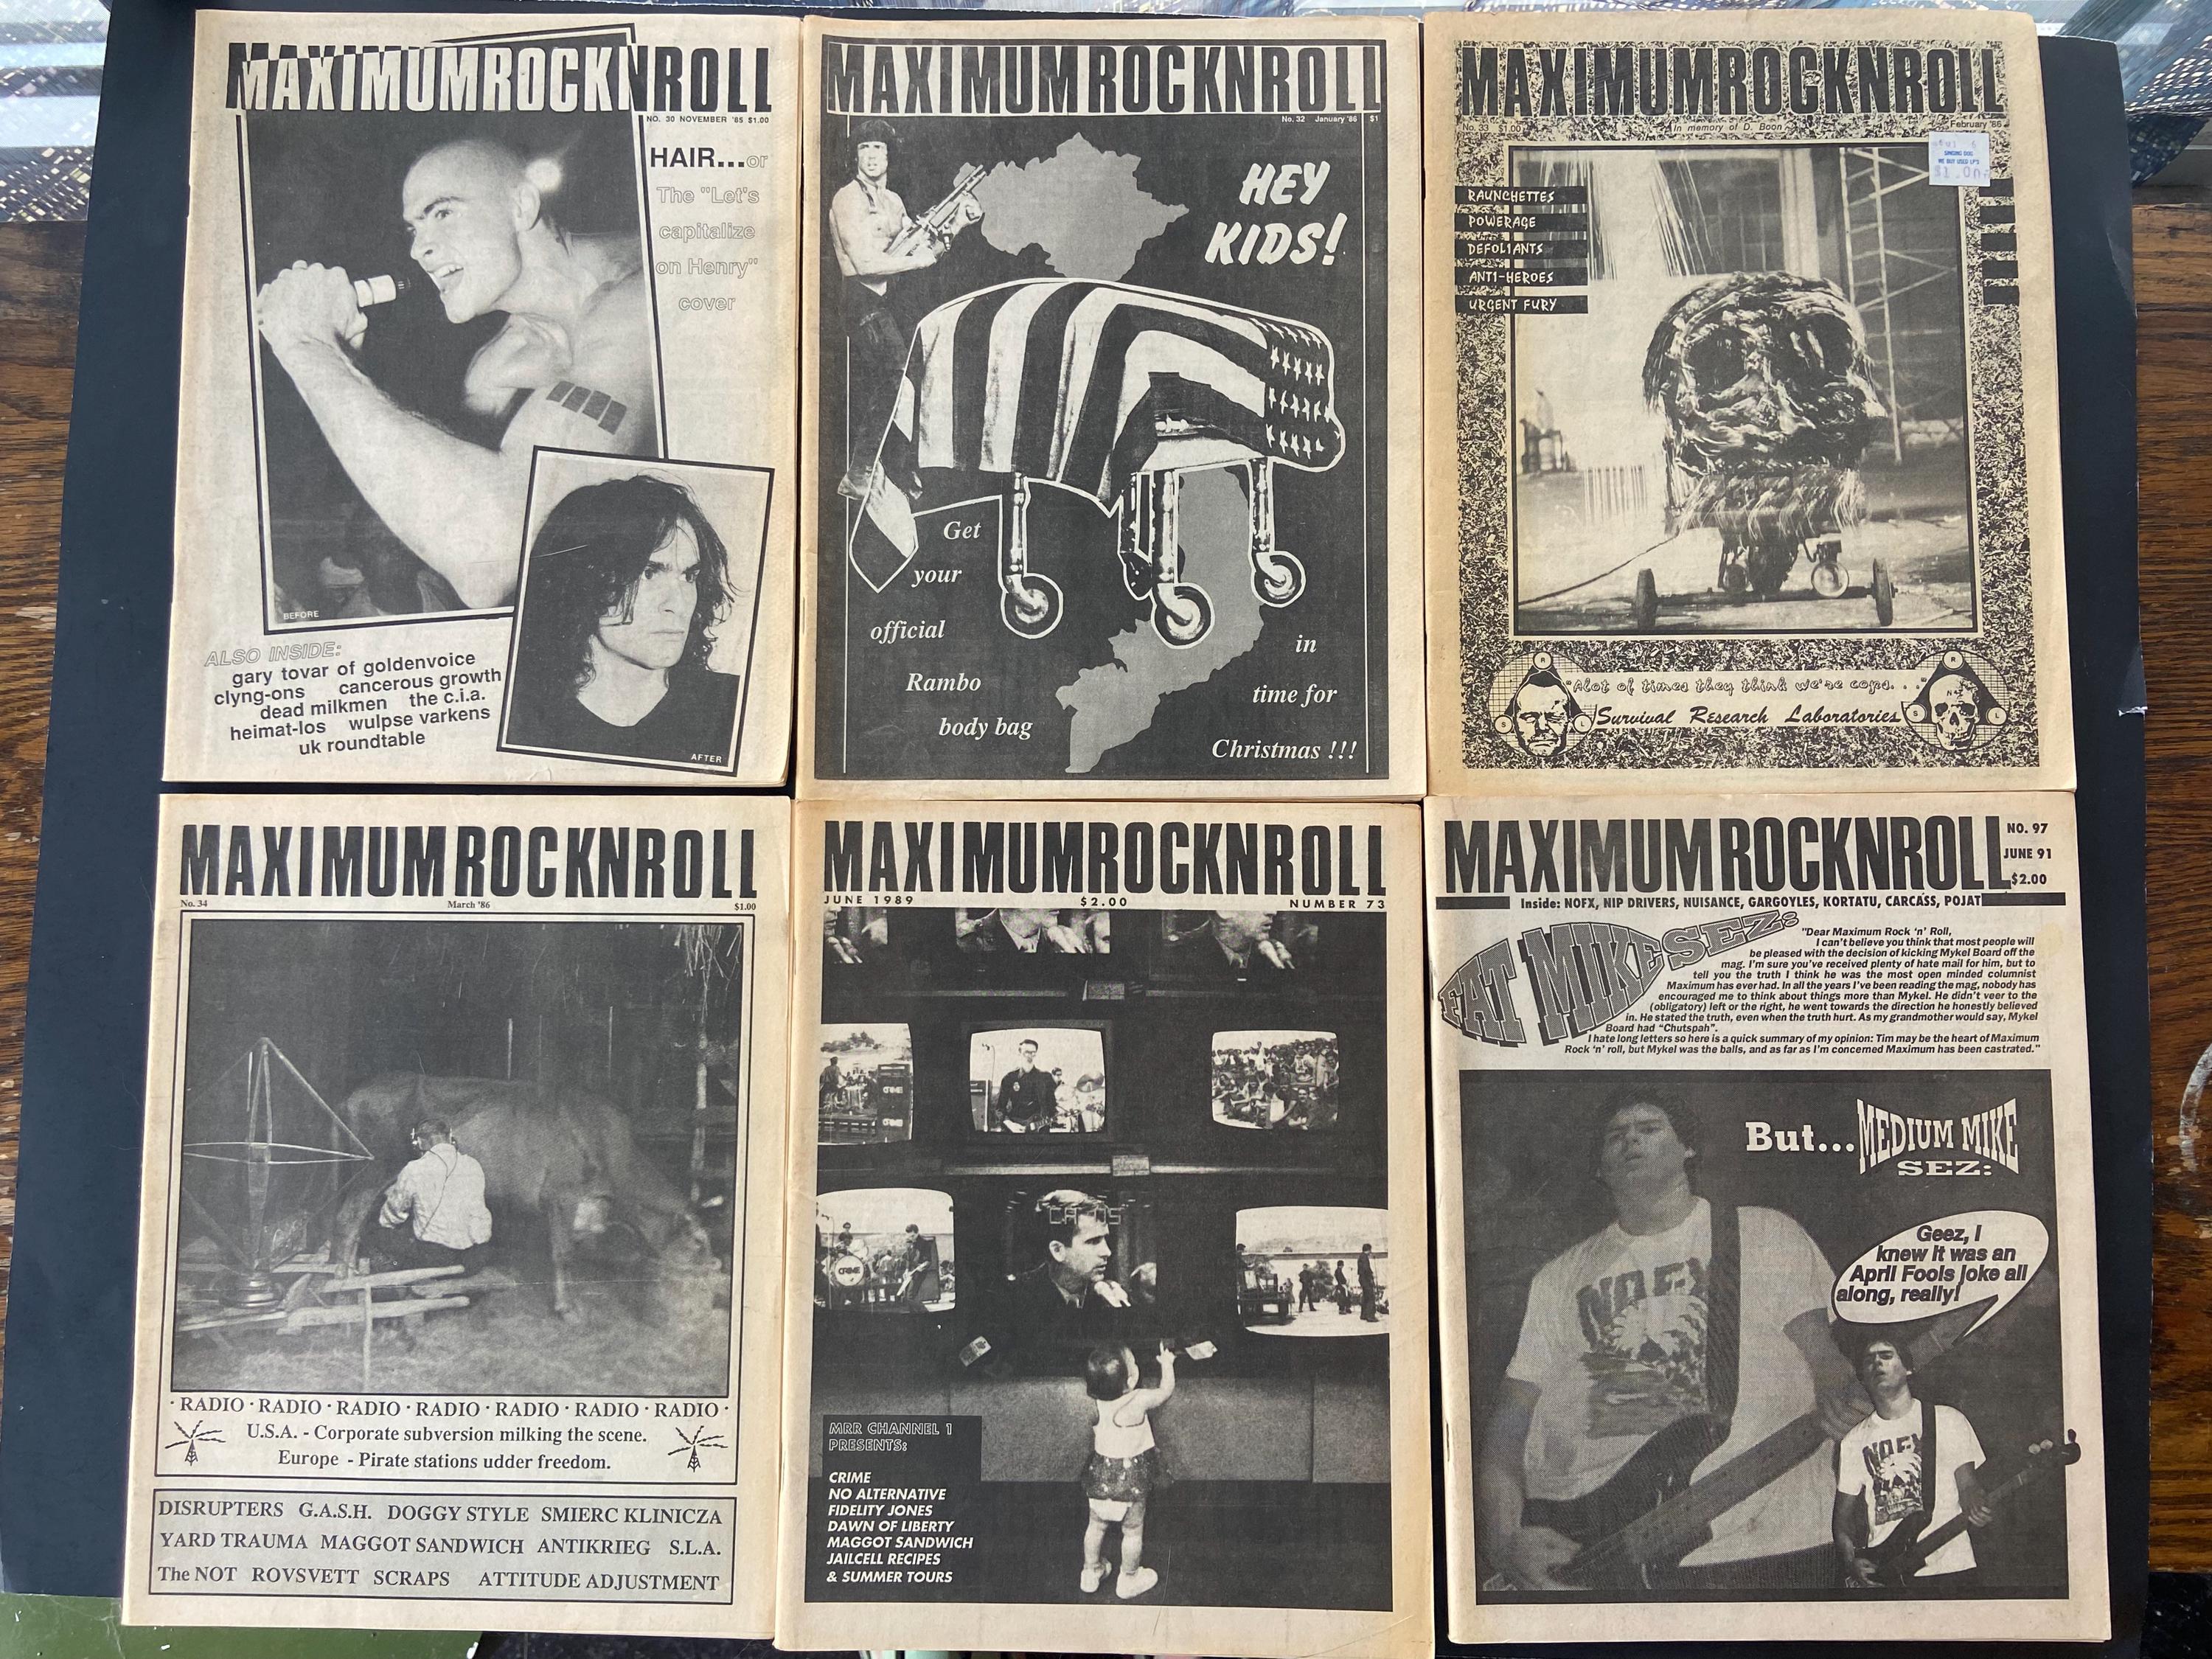 MAXIMUMROCKNROLL
NO. 30 NOVEMBER '85 $1.00
HAIR...or
The "Let's
capitalize
on Henry"
cover
BEFORE
AFTER
ALSO INSIDE:
gary tovar of goldenvoice
clyng-ons cancerous growth
dead milkmen the c.i.a.
heimat-los wulpse varkens
uk roundtable
MAXIMUMROCKNROLL
No. 32 January '86 $1
HEY
KIDS!
Get
your
official
Rambo
body bag
in
time for
Christmas !!!
MAXIMUMROCKNROLL
No. 33 $1.00 In memory of D. Boon February '86
SINGING DOG
WE BUY USED LP'S
$1.00
RAUNCHETTES
POWERAGE
DEFOLIANTS
ANTI-HEROES
URGENT FURY
"Alot of times they think we're cops. . ."
Survival Research Laboratories
R
S L
R
S L
MAXIMUMROCKNROLL
No. 34 March '86 $1.00
· RADIO · RADIO · RADIO · RADIO · RADIO · RADIO · RADIO ·
U.S.A. - Corporate subversion milking the scene.
Europe - Pirate stations udder freedom.
DISRUPTERS G.A.S.H. DOGGY STYLE SMIERC KLINICZA
YARD TRAUMA MAGGOT SANDWICH ANTIKRIEG S.L.A.
The NOT ROVSVETT SCRAPS ATTITUDE ADJUSTMENT
MAXIMUMROCKNROLL
JUNE 1989 $2.00 NUMBER 73
CRIME
CRIME
MRR CHANNEL 1
PRESENTS:
CRIME
NO ALTERNATIVE
FIDELITY JONES
DAWN OF LIBERTY
MAGGOT SANDWICH
JAILCELL RECIPES
& SUMMER TOURS
MAXIMUMROCKNROLL
NO. 97
JUNE 91
$2.00
Inside: NOFX, NIP DRIVERS, NUISANCE, GARGOYLES, KORTATU, CARCASS, POJAT
FAT MIKE SEZ:
"Dear Maximum Rock 'n' Roll,
I can't believe you think that most people will
be pleased with the decision of kicking Mykel Board off the
mag. I'm sure you've received plenty of hate mail for him, but to
tell you the truth I think he was the most open minded columnist
Maximum has ever had. In all the years I've been reading the mag, nobody has
encouraged me to think about things more than Mykel. He didn't veer to the
(obligatory) left or the right, he went towards the direction he honestly believed
in. He stated the truth, even when the truth hurt. As my grandmother would say, Mykel
Board had "Chutspah".
I hate long letters so here is a quick summary of my opinion: Tim may be the heart of Maximum
Rock 'n' roll, but Mykel was the balls, and as far as I'm concerned Maximum has been castrated."
But...MEDIUM MIKE
SEZ:
Geez, I
knew it was an
April Fools joke all
along, really!
NOFX
NOFX